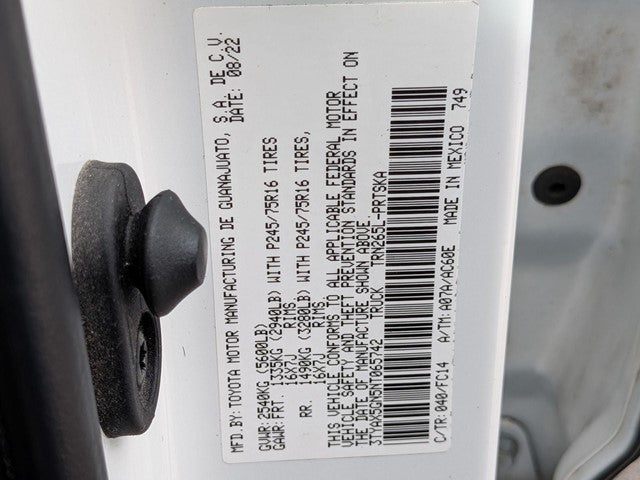 MFD.BY: TOYOTA MOTOR MANUFACTURING DE GUANAJUATO, S.A. DE C.V.
DATE: 08/22
GVWR: 2540KG (5600LB)
GAWR: FRT. 1335KG (2940LB) WITH P245/75R16 TIRES,
16X7J RIMS,
RR. 1490KG (3280LB) WITH P245/75R16 TIRES,
16X7J RIMS,
THIS VEHICLE CONFORMS TO ALL APPLICABLE FEDERAL MOTOR
VEHICLE SAFETY, AND THEFT PREVENTION STANDARDS IN EFFECT ON
THE DATE OF MANUFACTURE SHOWN ABOVE.
3TYAX5GN5NT065742 TRUCK TRN265L-PRTSKA
C/TR: 040/FC14 A/TM: A07A/AC60E MADE IN MEXICO 749